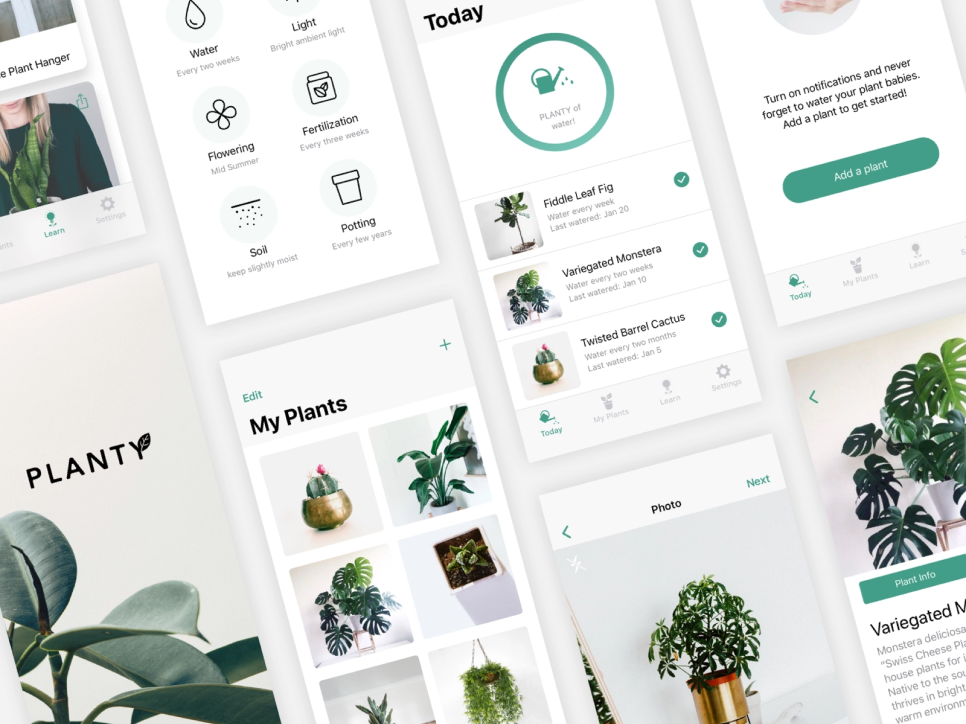 e Plant Hanger
Learn
Settings
Water
Every two weeks
Light
Bright ambient light
Flowering
Mid Summer
Fertilization
Every three weeks
Soil
keep slightly moist
Potting
Every few years
Today
PLANTY of
water!
Fiddle Leaf Fig
Water every week
Last watered: Jan 20
Variegated Monstera
Water every two weeks
Last watered: Jan 10
Twisted Barrel Cactus
Water every two months
Last watered: Jan 5
Today
My Plants
Learn
Settings
Turn on notifications and never
forget to water your plant babies.
Add a plant to get started!
Add a plant
Today
My Plants
Learn
S
PLANTY
Edit
My Plants
Photo
Next
Plant Info
Variegated M
Monstera deliciosa
"Swiss Cheese Pla
house plants for i
Native to the sou
thrives in bright
warm environm